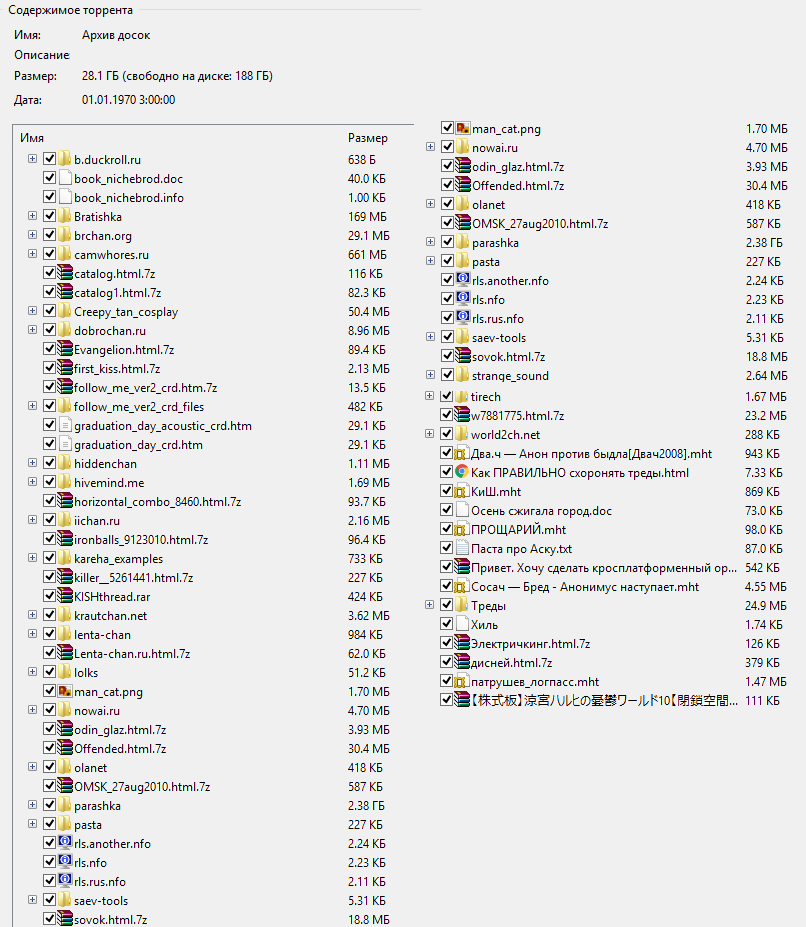 Содержимое торрента
Имя: Архив досок
Описание
Размер: 28.1 ГБ (свободно на диске: 188 ГБ)
Дата: 01.01.1970 3:00:00
Имя Размер
b.duckroll.ru 638 Б
book_nichebrod.doc 40.0 КБ
book_nichebrod.info 1.00 КБ
Bratishka 169 МБ
brchan.org 29.1 МБ
camwhores.ru 661 МБ
catalog.html.7z 116 КБ
catalog1.html.7z 82.3 КБ
Creepy_tan_cosplay 50.4 МБ
dobrochan.ru 8.96 МБ
Evangelion.html.7z 89.4 КБ
first_kiss.html.7z 2.13 МБ
follow_me_ver2_crd.htm.7z 13.5 КБ
follow_me_ver2_crd_files 482 КБ
graduation_day_acoustic_crd.htm 29.1 КБ
graduation_day_crd.htm 29.1 КБ
hiddenchan 1.11 МБ
hivemind.me 1.69 МБ
horizontal_combo_8460.html.7z 93.7 КБ
iichan.ru 2.16 МБ
ironballs_9123010.html.7z 96.4 КБ
kareha_examples 733 КБ
killer__5261441.html.7z 227 КБ
KISHthread.rar 424 КБ
krautchan.net 3.62 МБ
lenta-chan 984 КБ
Lenta-chan.ru.html.7z 62.0 КБ
lolks 51.2 КБ
man_cat.png 1.70 МБ
nowai.ru 4.70 МБ
odin_glaz.html.7z 3.93 МБ
Offended.html.7z 30.4 МБ
olanet 418 КБ
OMSK_27aug2010.html.7z 587 КБ
parashka 2.38 ГБ
pasta 227 КБ
rls.another.nfo 2.24 КБ
rls.nfo 2.23 КБ
rls.rus.nfo 2.11 КБ
saev-tools 5.31 КБ
sovok.html.7z 18.8 МБ
man_cat.png 1.70 МБ
nowai.ru 4.70 МБ
odin_glaz.html.7z 3.93 МБ
Offended.html.7z 30.4 МБ
olanet 418 КБ
OMSK_27aug2010.html.7z 587 КБ
parashka 2.38 ГБ
pasta 227 КБ
rls.another.nfo 2.24 КБ
rls.nfo 2.23 КБ
rls.rus.nfo 2.11 КБ
saev-tools 5.31 КБ
sovok.html.7z 18.8 МБ
strange_sound 2.64 МБ
tirech 1.67 МБ
w7881775.html.7z 23.2 МБ
world2ch.net 288 КБ
Два.ч — Анон против быдла[Двач2008].mht 943 КБ
Как ПРАВИЛЬНО схоронять треды.html 7.33 КБ
КиШ.mht 869 КБ
Осень сжигала город.doc 73.0 КБ
ПРОЩАРИЙ.mht 98.0 КБ
Паста про Аску.txt 87.0 КБ
Привет. Хочу сделать кросплатформенный ор... 542 КБ
Сосач — Бред - Анонимус наступает.mht 4.55 МБ
Треды 24.9 МБ
Хиль 1.74 КБ
Электричкинг.html.7z 126 КБ
дисней.html.7z 379 КБ
патрушев_логпасс.mht 1.47 МБ
【株式板】涼宮ハルヒの憂鬱ワールド10【閉鎖空間... 111 КБ